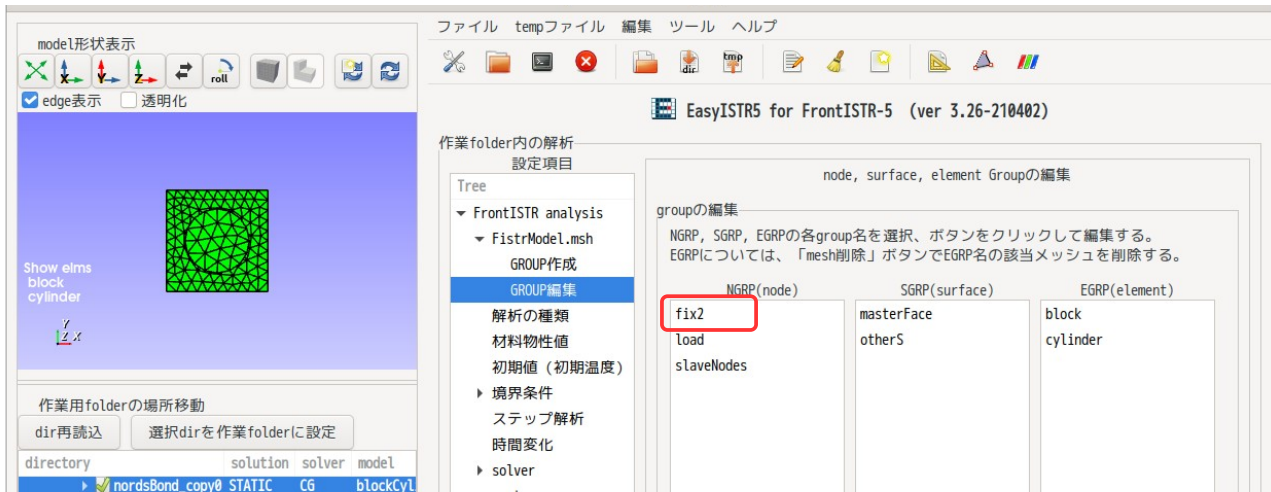 model形状表示
roll
edge表示 透明化
Show elms
block
cylinder
Y
Z X
作業用folderの場所移動
dir再読込 選択dirを作業folderに設定
directory solution solver model
nordsBond_copy0 STATIC CG blockCyl
ファイル tempファイル 編集 ツール ヘルプ
dir tmp
EasyISTR5 for FrontISTR-5 (ver 3.26-210402)
作業folder内の解析
設定項目
Tree
FrontISTR analysis
FistrModel.msh
GROUP作成
GROUP編集
解析の種類
材料物性値
初期値(初期温度)
境界条件
ステップ解析
時間変化
solver
node, surface, element Groupの編集
groupの編集
NGRP, SGRP, EGRPの各group名を選択、ボタンをクリックして編集する。
EGRPについては、「mesh削除」ボタンでEGRP名の該当メッシュを削除する。
NGRP(node) SGRP(surface) EGRP(element)
fix2 masterFace block
load otherS cylinder
slaveNodes